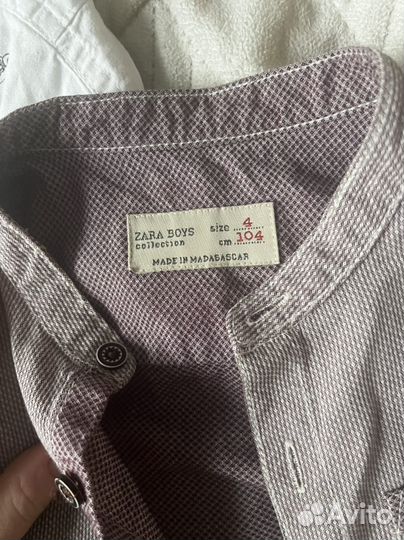 ZARA BOYS size 4
collection cm 104
MADE IN MADAGASCAR
Avito